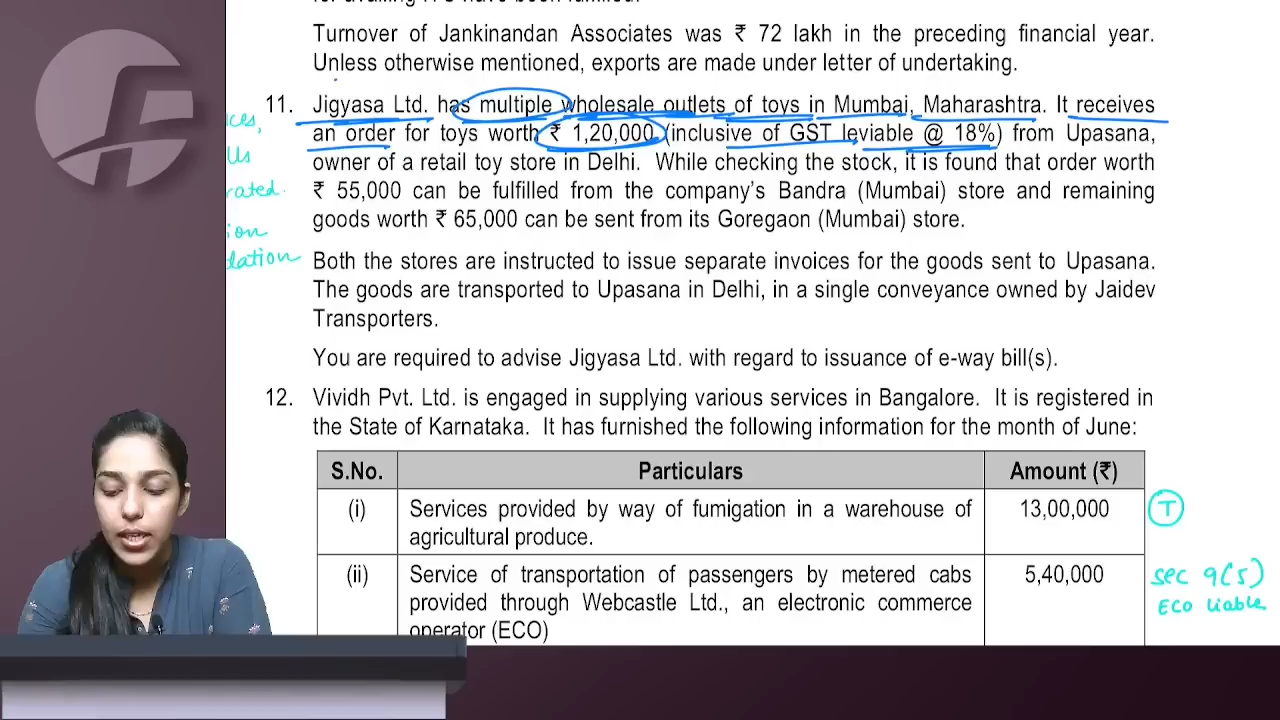 Turnover of Jankinandan Associates was ₹ 72 lakh in the preceding financial year.
Unless otherwise mentioned, exports are made under letter of undertaking.
11. Jigyasa Ltd. has multiple wholesale outlets of toys in Mumbai, Maharashtra. It receives
an order for toys worth ₹ 1,20,000 (inclusive of GST leviable @ 18%) from Upasana,
owner of a retail toy store in Delhi. While checking the stock, it is found that order worth
₹ 55,000 can be fulfilled from the company's Bandra (Mumbai) store and remaining
goods worth ₹ 65,000 can be sent from its Goregaon (Mumbai) store.
Both the stores are instructed to issue separate invoices for the goods sent to Upasana.
The goods are transported to Upasana in Delhi, in a single conveyance owned by Jaidev
Transporters.
You are required to advise Jigyasa Ltd. with regard to issuance of e-way bill(s).
12. Vividh Pvt. Ltd. is engaged in supplying various services in Bangalore. It is registered in
the State of Karnataka. It has furnished the following information for the month of June:
S.No. Particulars Amount (₹)
(i) Services provided by way of fumigation in a warehouse of 13,00,000 T
agricultural produce.
(ii) Service of transportation of passengers by metered cabs 5,40,000 sec 9(5)
provided through Webcastle Ltd., an electronic commerce ECO liable
operator (ECO)